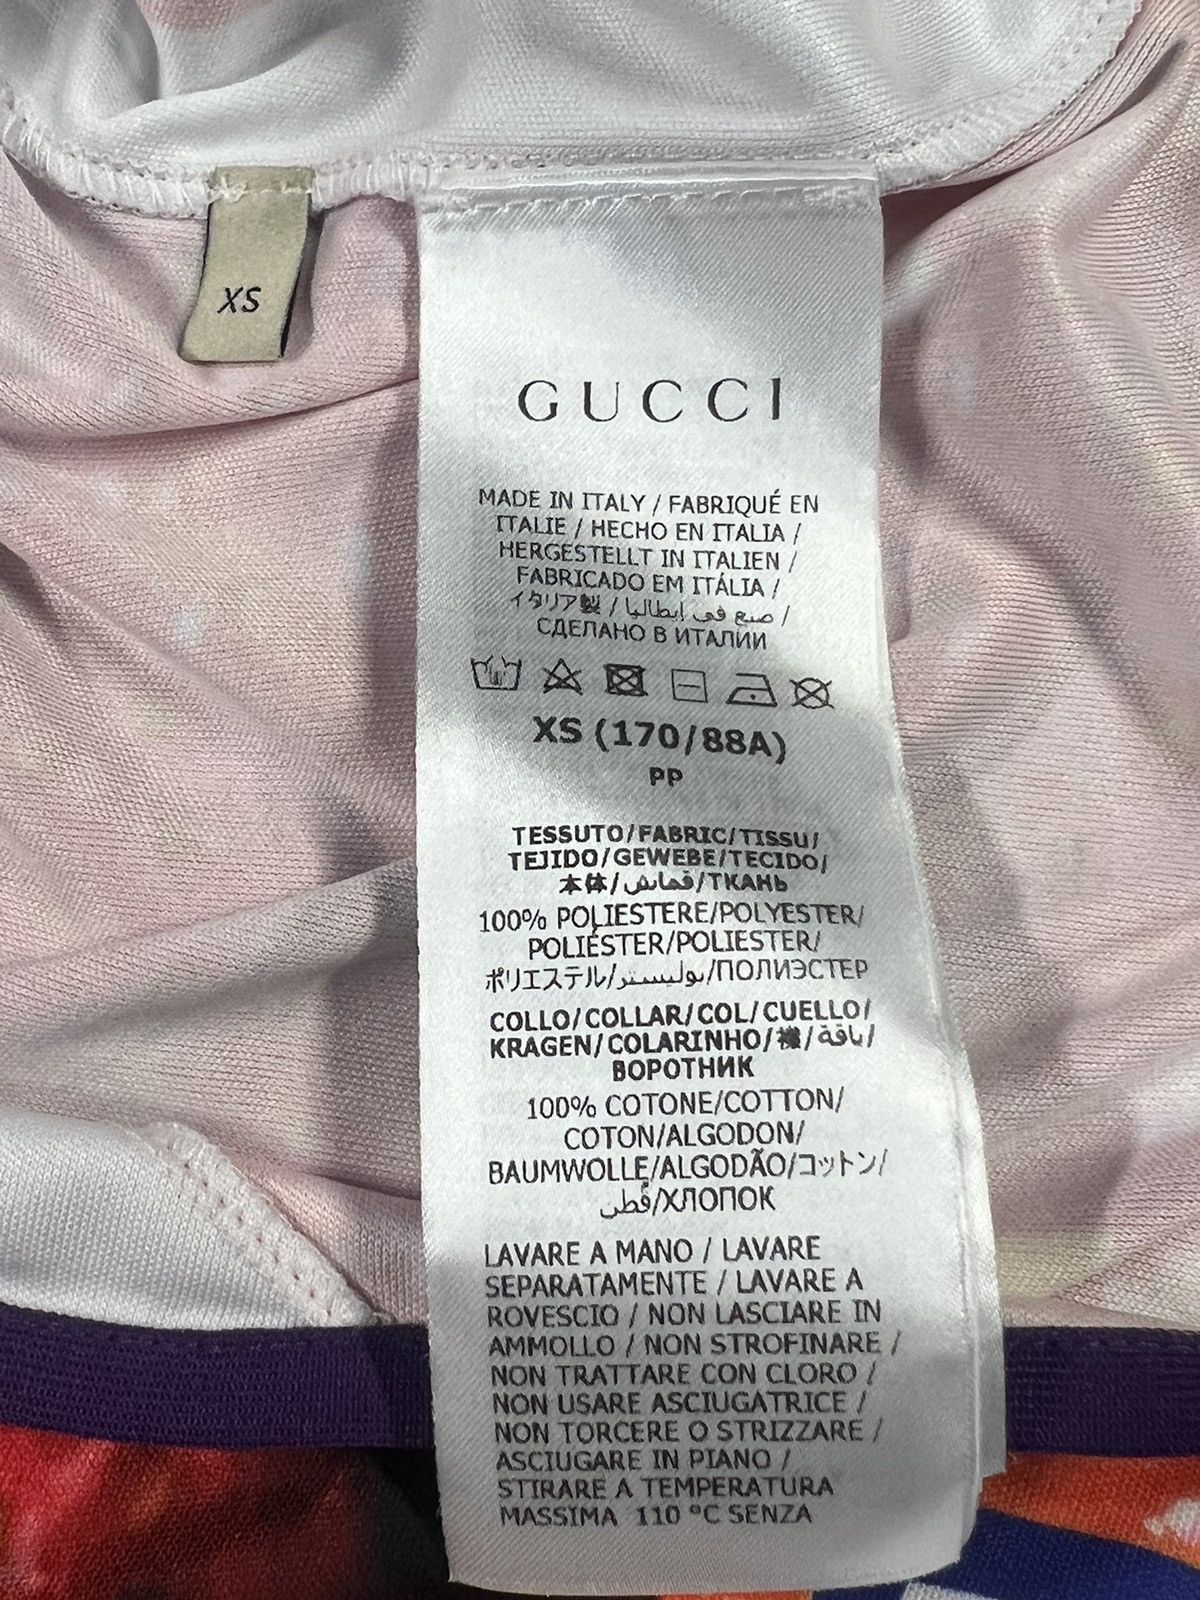 XS
GUCCI
MADE IN ITALY / FABRIQUÉ EN
ITALIE / HECHO EN ITALIA /
HERGESTELLT IN ITALIEN /
FABRICADO EM ITÁLIA /
イタリア製 / صنع في إيطاليا /
СДЕЛАНО В ИТАЛИИ
XS (170/88A)
PP
TESSUTO/FABRIC/TISSU/
TEJIDO/GEWEBE/TECIDO/
本体/قماش/ТКАНЬ
100% POLIESTERE/POLYESTER/
POLIÉSTER/POLIESTER/
ポリエステル/بوليستر/ПОЛИЭСТЕР
COLLO/COLLAR/COL/CUELLO/
KRAGEN/COLARINHO/襟/ياقة/
ВОРОТНИК
100% COTONE/COTTON/
COTON/ALGODON/
BAUMWOLLE/ALGODÃO/コットン/
قطن/ХЛОПОК
LAVARE A MANO / LAVARE
SEPARATAMENTE / LAVARE A
ROVESCIO / NON LASCIARE IN
AMMOLLO / NON STROFINARE /
NON TRATTARE CON CLORO /
NON USARE ASCIUGATRICE /
NON TORCERE O STRIZZARE /
ASCIUGARE IN PIANO /
STIRARE A TEMPERATURA
MASSIMA 110 °C SENZA